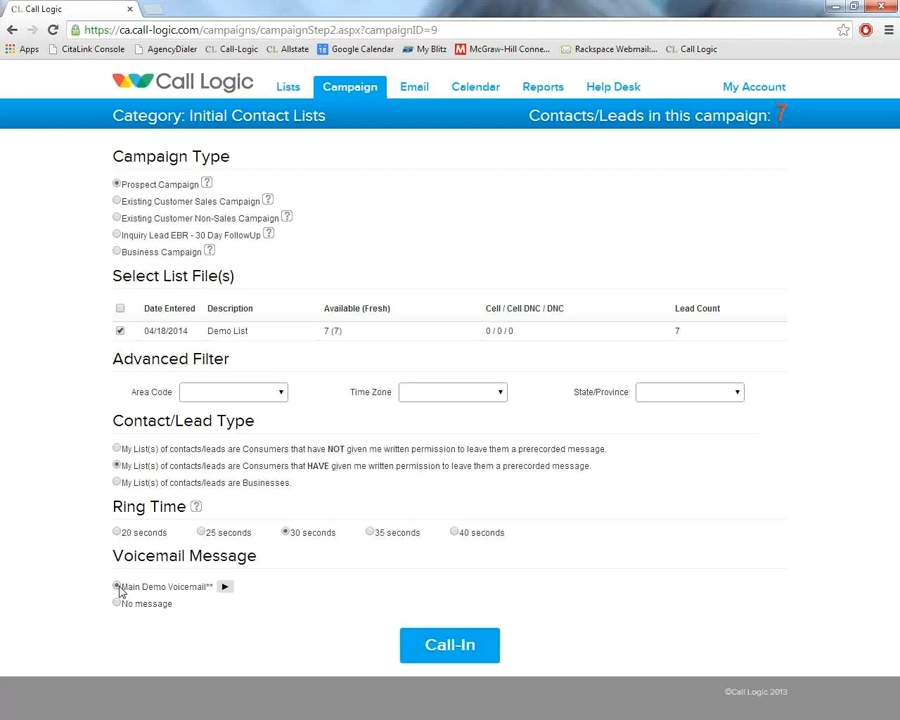 CL Call Logic
https://ca.call-logic.com/campaigns/campaignStep2.aspx?campaignID=9
Apps CitaLink Console AgencyDialer CL Call-Logic CL Allstate 18 Google Calendar My Blitz M McGraw-Hill Conne... Rackspace Webmail:... CL Call Logic
Call Logic Lists Campaign Email Calendar Reports Help Desk My Account
Category: Initial Contact Lists Contacts/Leads in this campaign: 7
Campaign Type
Prospect Campaign ?
Existing Customer Sales Campaign ?
Existing Customer Non-Sales Campaign ?
Inquiry Lead EBR - 30 Day FollowUp ?
Business Campaign ?
Select List File(s)
Date Entered Description Available (Fresh) Cell / Cell DNC / DNC Lead Count
04/18/2014 Demo List 7 (7) 0 / 0 / 0 7
Advanced Filter
Area Code Time Zone State/Province
Contact/Lead Type
My List(s) of contacts/leads are Consumers that have NOT given me written permission to leave them a prerecorded message.
My List(s) of contacts/leads are Consumers that HAVE given me written permission to leave them a prerecorded message.
My List(s) of contacts/leads are Businesses.
Ring Time ?
20 seconds 25 seconds 30 seconds 35 seconds 40 seconds
Voicemail Message
Main Demo Voicemail**
No message
Call-In
©Call Logic 2013